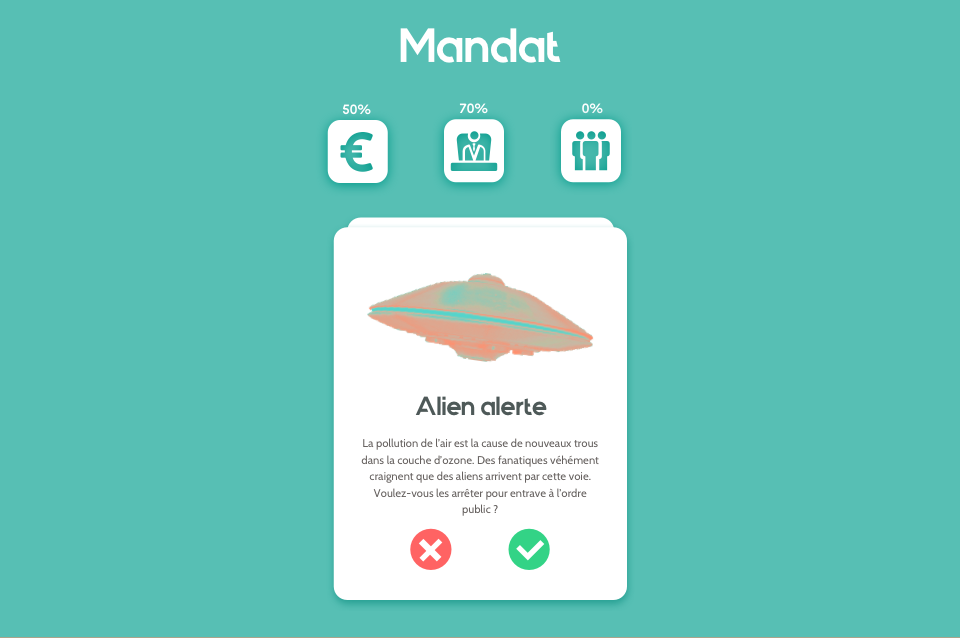 Mandat
50%
70%
0%
€
Alien alerte
La pollution de l'air est la cause de nouveaux trous
dans la couche d'ozone. Des fanatiques véhément
craignent que des aliens arrivent par cette voie.
Voulez-vous les arrêter pour entrave à l'ordre
public ?